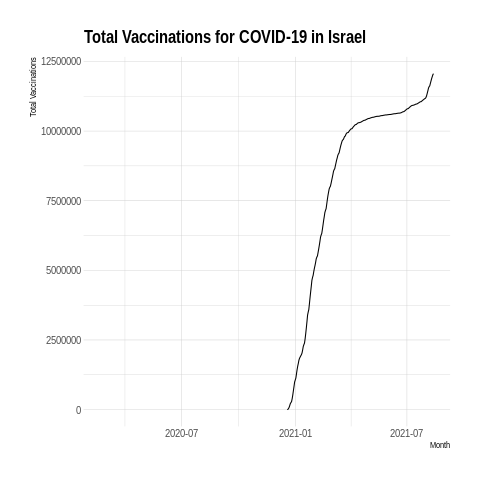 Total Vaccinations for COVID-19 in Israel
Total Vaccinations
12500000
10000000
7500000
5000000
2500000
0
2020-07 2021-01 2021-07
Month